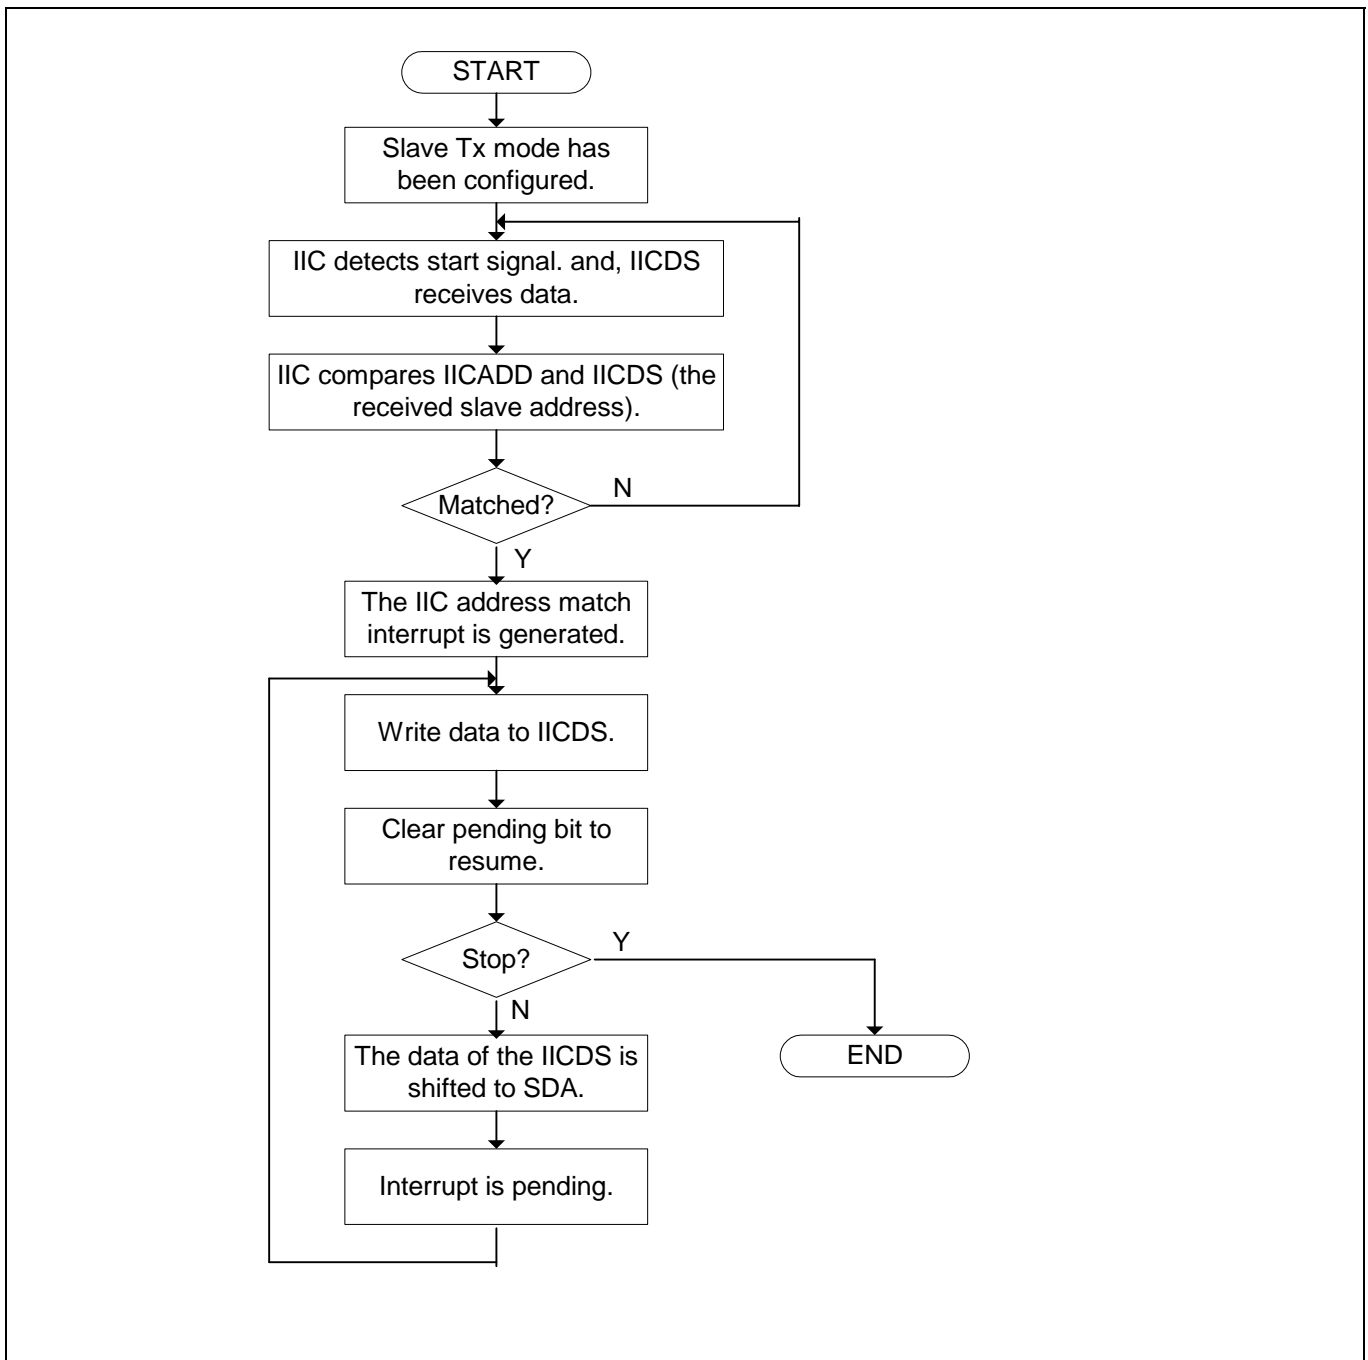 START
Slave Tx mode has
been configured.
IIC detects start signal. and, IICDS
receives data.
IIC compares IICADD and IICDS (the
received slave address).
Matched?
N
Y
The IIC address match
interrupt is generated.
Write data to IICDS.
Clear pending bit to
resume.
Stop?
Y
N
The data of the IICDS is
shifted to SDA.
END
Interrupt is pending.